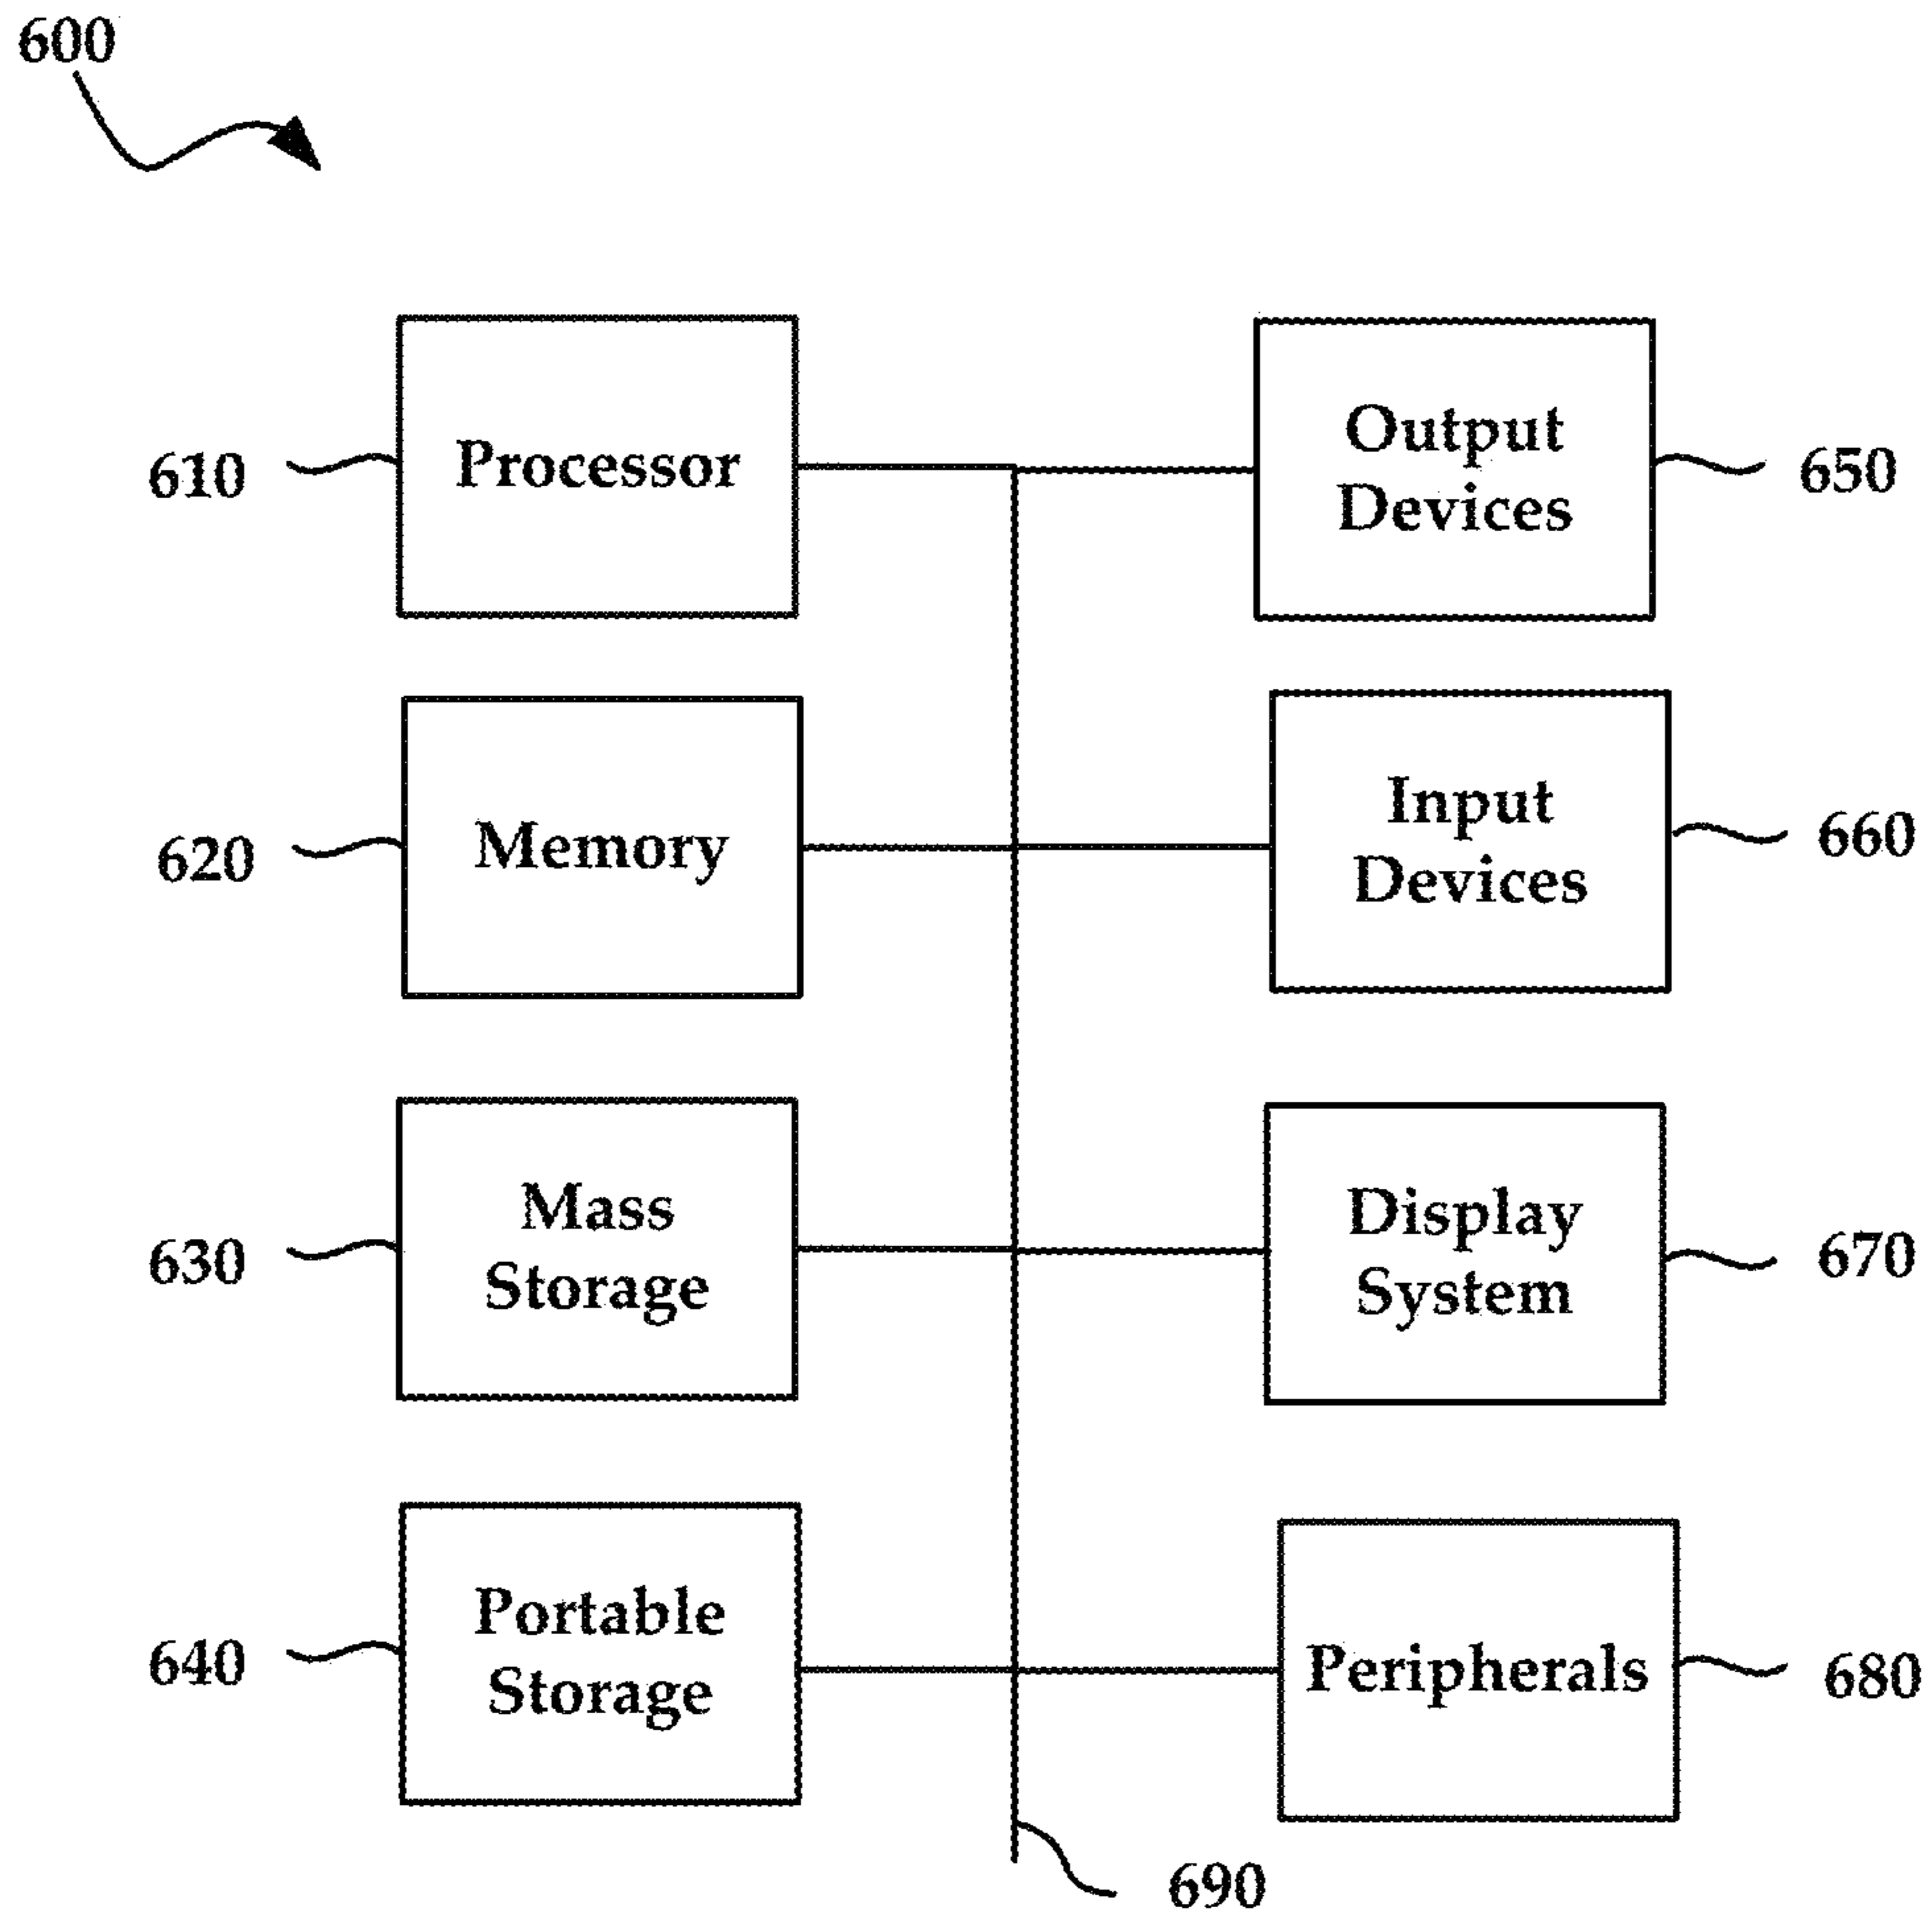 600
610
Processor
Output
Devices
650
620
Memory
Input
Devices
660
630
Mass
Storage
Display
System
670
640
Portable
Storage
Peripherals
680
690